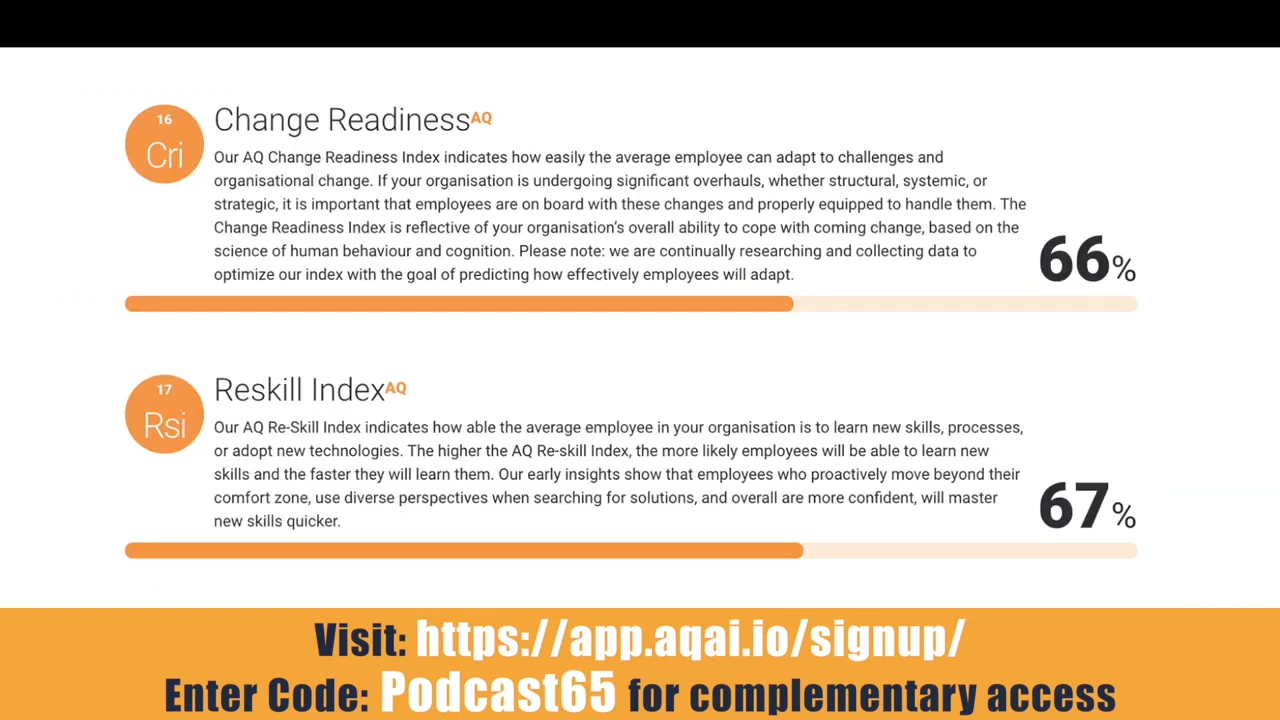 16
Cri
Change ReadinessAQ
Our AQ Change Readiness Index indicates how easily the average employee can adapt to challenges and
organisational change. If your organisation is undergoing significant overhauls, whether structural, systemic, or
strategic, it is important that employees are on board with these changes and properly equipped to handle them. The
Change Readiness Index is reflective of your organisation's overall ability to cope with coming change, based on the
science of human behaviour and cognition. Please note: we are continually researching and collecting data to
optimize our index with the goal of predicting how effectively employees will adapt.
66%
17
Rsi
Reskill IndexAQ
Our AQ Re-Skill Index indicates how able the average employee in your organisation is to learn new skills, processes,
or adopt new technologies. The higher the AQ Re-skill Index, the more likely employees will be able to learn new
skills and the faster they will learn them. Our early insights show that employees who proactively move beyond their
comfort zone, use diverse perspectives when searching for solutions, and overall are more confident, will master
new skills quicker.
67%
Visit: https://app.aqai.io/signup/
Enter Code: Podcast65 for complementary access